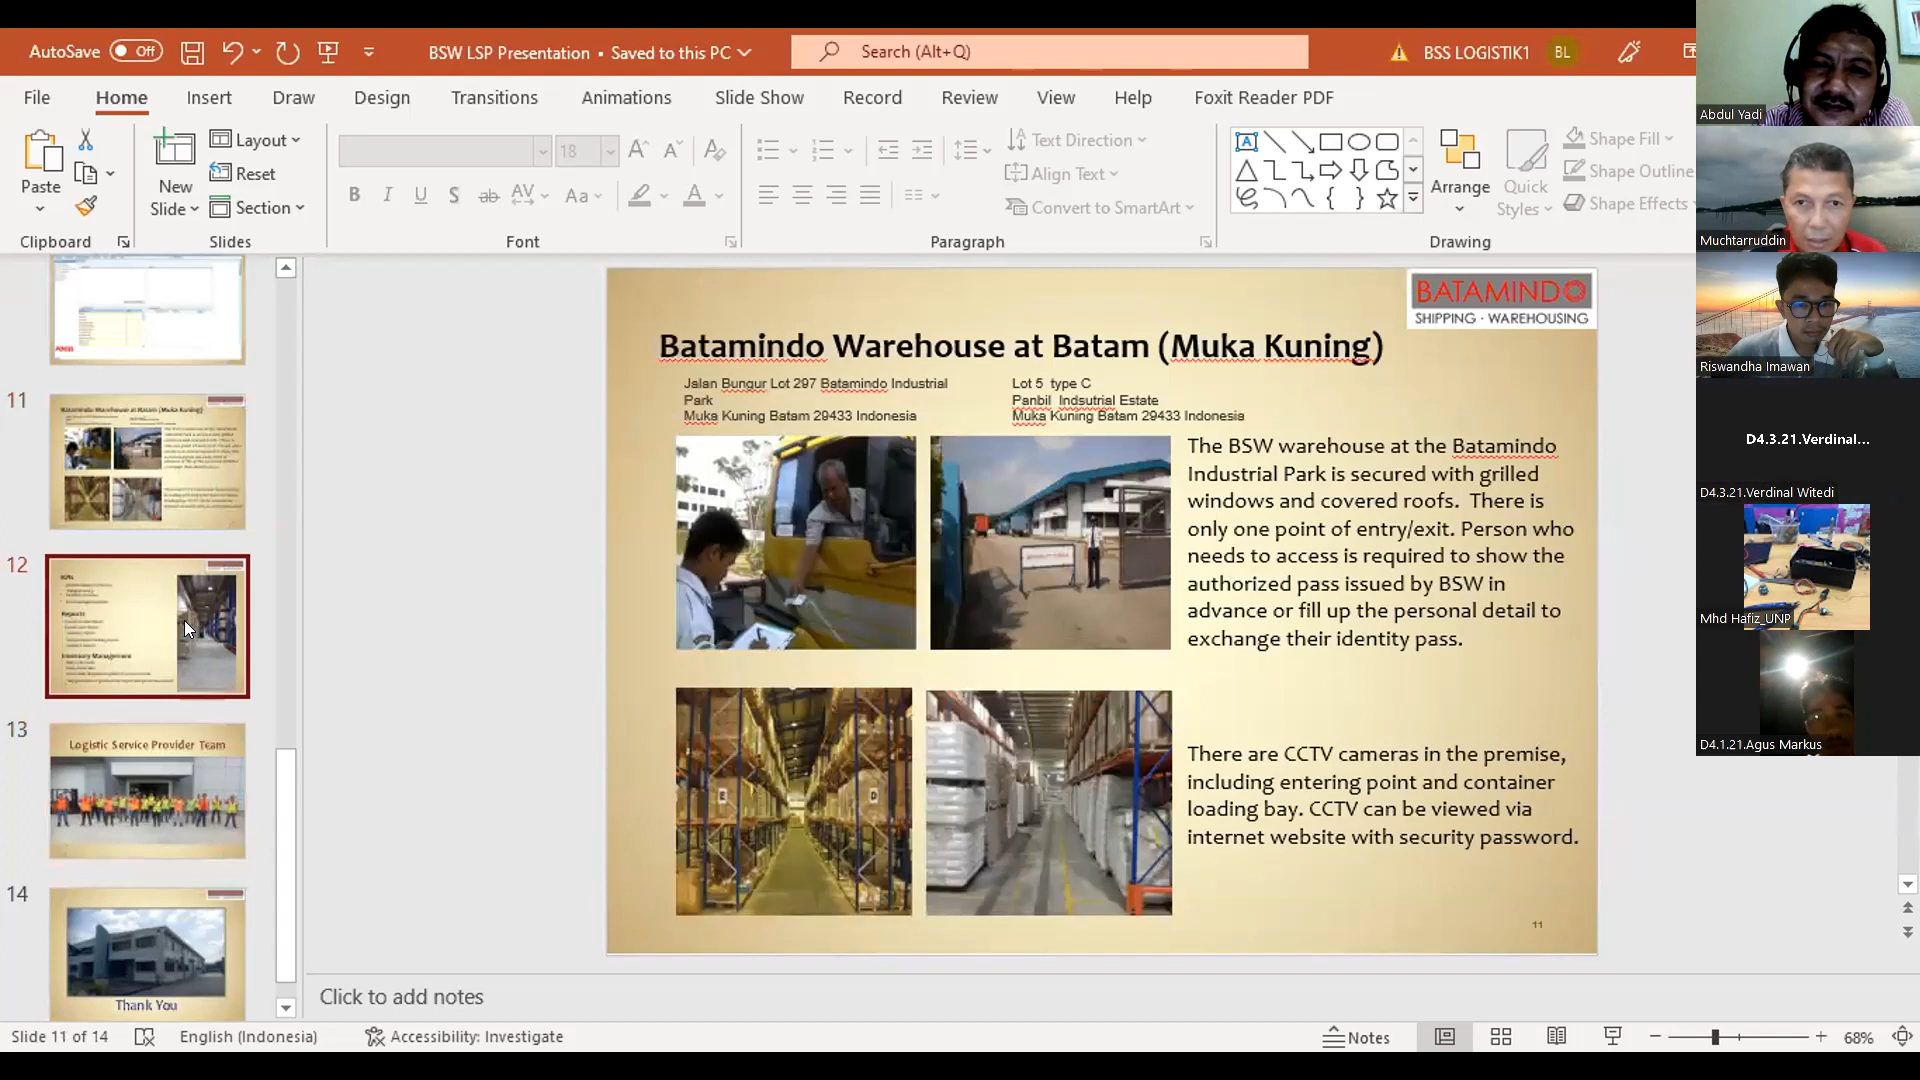 AutoSave Off
BSW LSP Presentation • Saved to this PC
Search (Alt+Q)
BSS LOGISTIK1 BL
File Home Insert Draw Design Transitions Animations Slide Show Record Review View Help Foxit Reader PDF
Paste
New
Slide
Layout
Reset
Section
18
B I U S ab AV Aa A
Text Direction
Align Text
Convert to SmartArt
Arrange
Quick
Styles
Shape Fill
Shape Outline
Shape Effects
Clipboard Slides Font Paragraph Drawing
11
12
Reports
Inventory Management
13
Logistic Service Provider Team
14
Thank You
BATAMINDO
SHIPPING · WAREHOUSING
Batamindo Warehouse at Batam (Muka Kuning)
Jalan Bungur Lot 297 Batamindo Industrial
Park
Muka Kuning Batam 29433 Indonesia
Lot 5 type C
Panbil Indsutrial Estate
Muka Kuning Batam 29433 Indonesia
The BSW warehouse at the Batamindo
Industrial Park is secured with grilled
windows and covered roofs. There is
only one point of entry/exit. Person who
needs to access is required to show the
authorized pass issued by BSW in
advance or fill up the personal detail to
exchange their identity pass.
E
D
There are CCTV cameras in the premise,
including entering point and container
loading bay. CCTV can be viewed via
internet website with security password.
11
Click to add notes
Slide 11 of 14
English (Indonesia)
Accessibility: Investigate
Notes
68%
Abdul Yadi
Muchtarruddin
Riswandha Imawan
D4.3.21.Verdinal...
D4.3.21.Verdinal Witedi
Mhd Hafiz_UNP
D4.1.21.Agus Markus